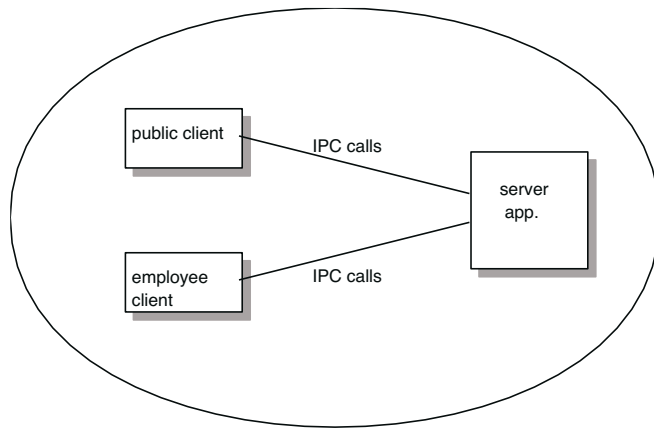 public client
IPC calls
server
app.
employee
client
IPC calls